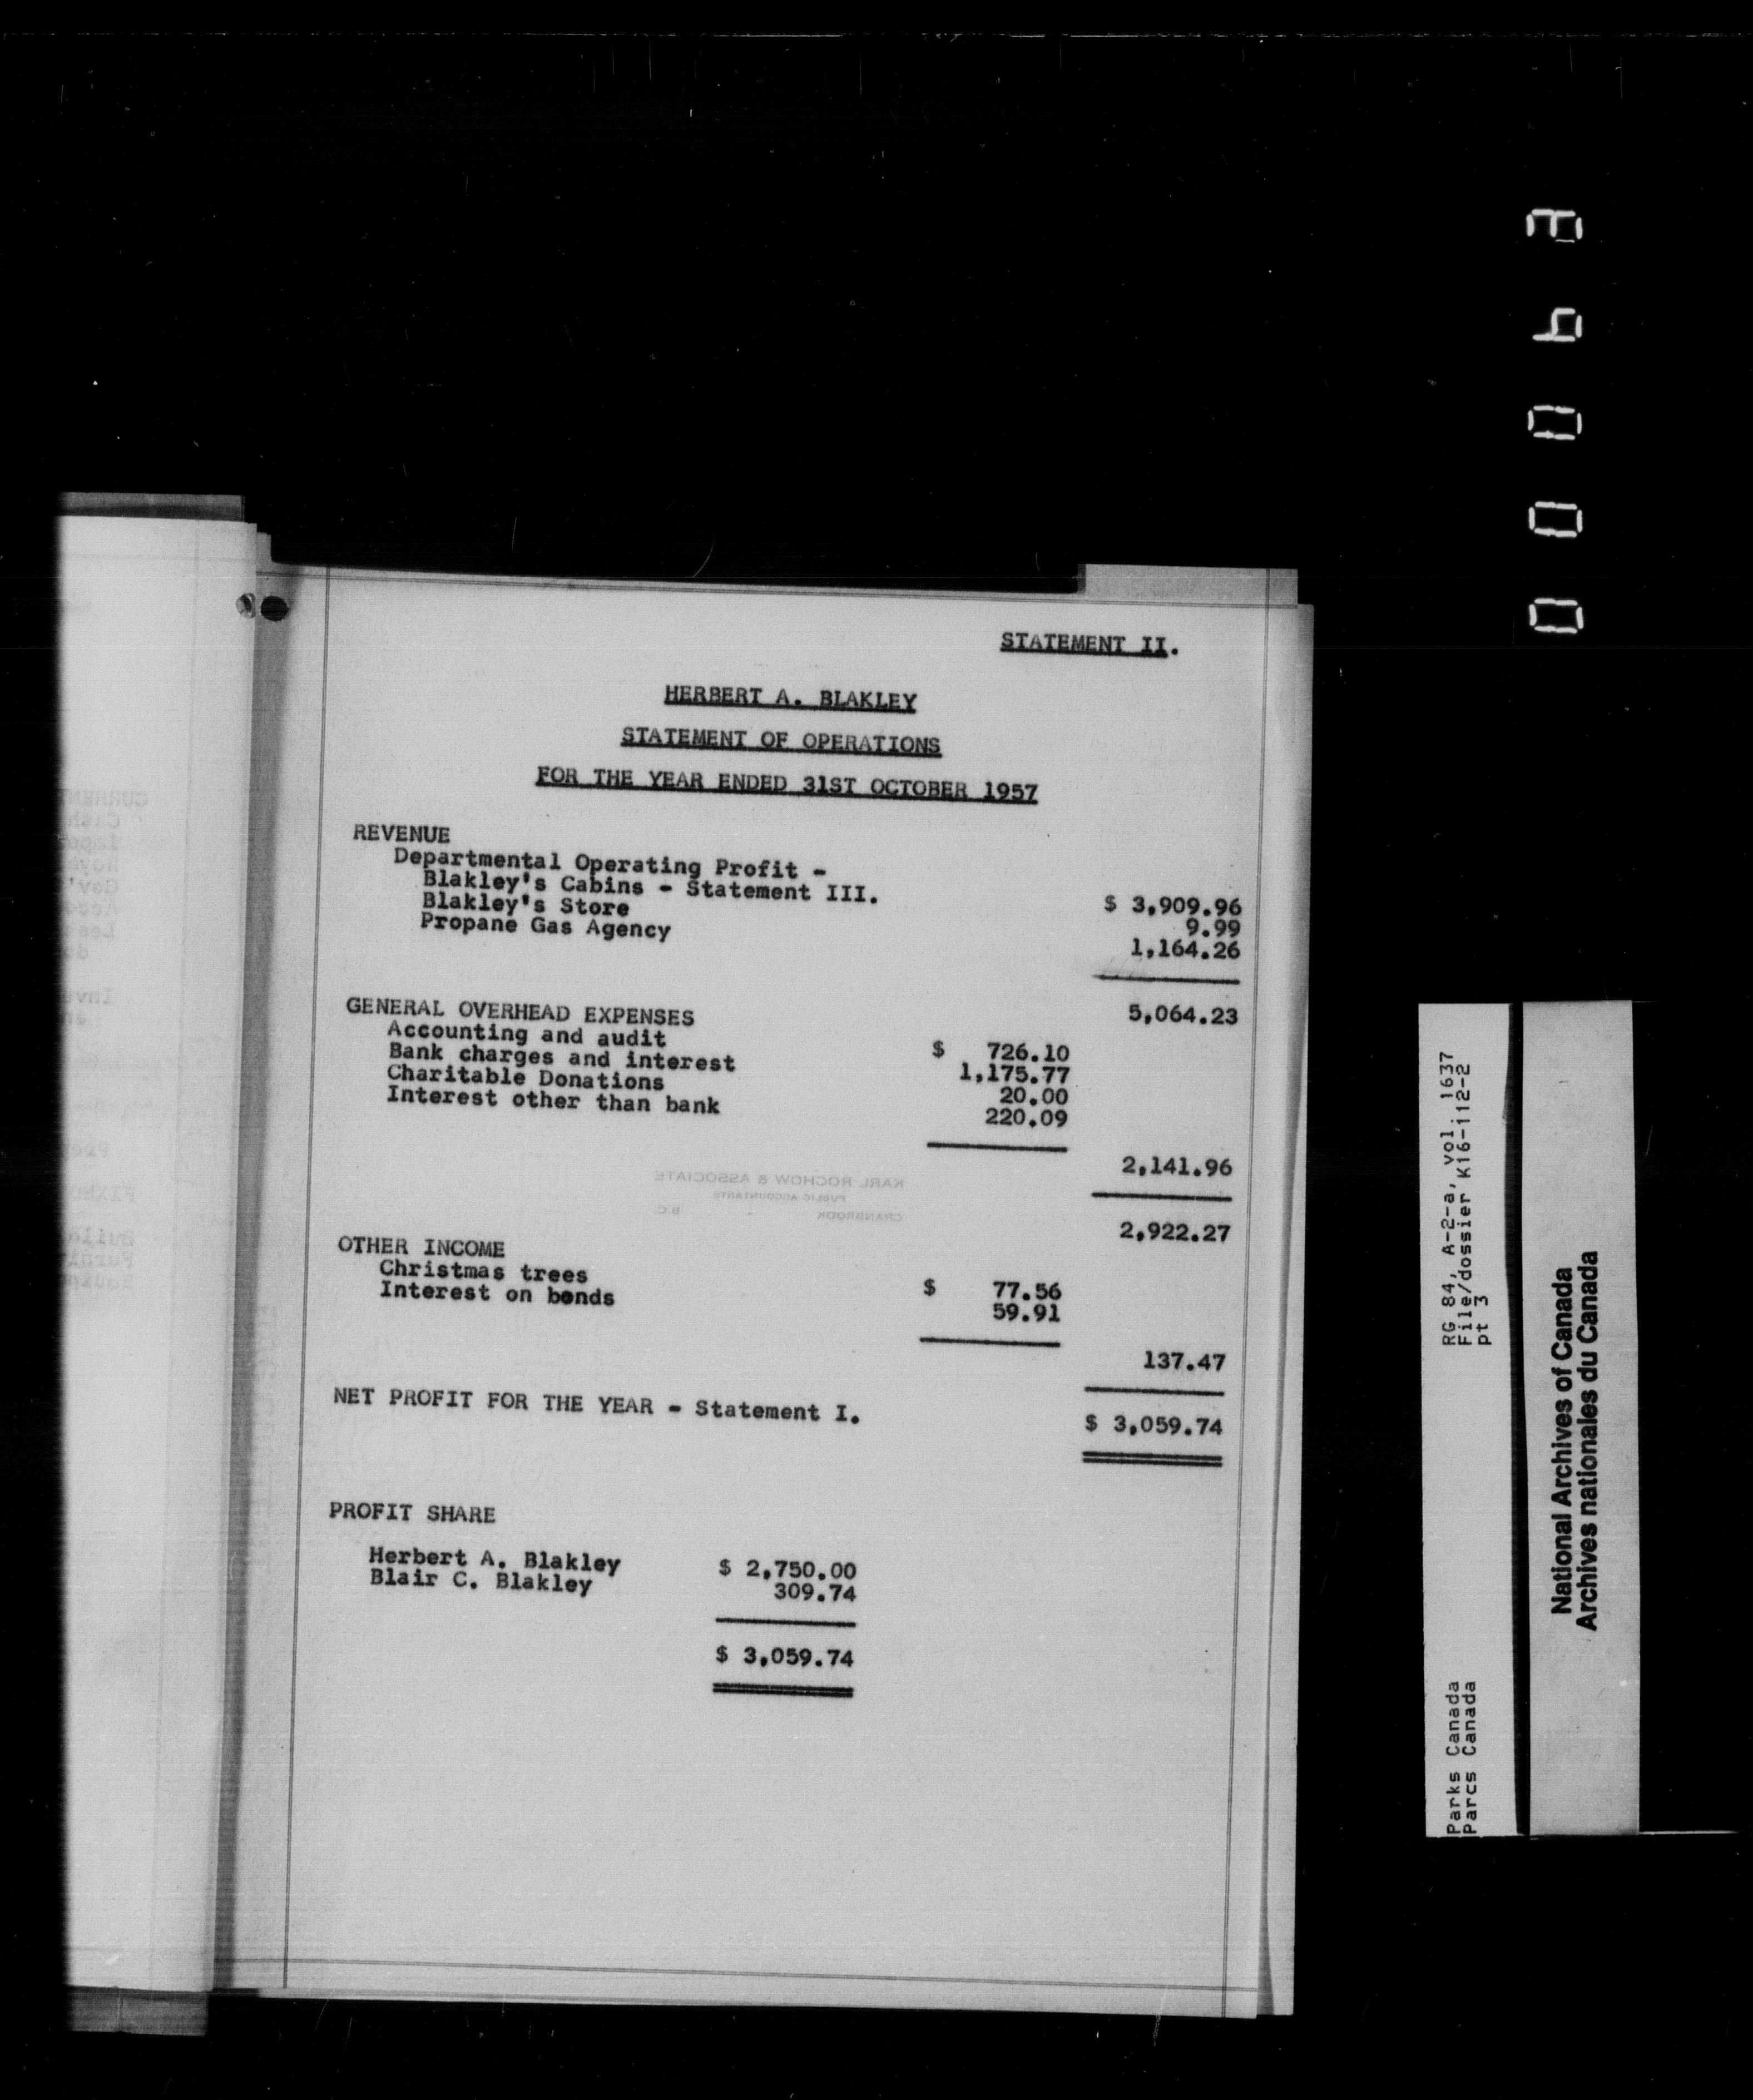 STATEMENT II.
HERBERT A. BLAKLEY
STATEMENT OF OPERATIONS
FOR THE YEAR ENDED 31ST OCTOBER 1957
REVENUE
Departmental Operating Profit -
Blakley's Cabins - Statement III. $ 3,909.96
Blakley's Store 9.99
Propane Gas Agency 1,164.26
5,064.23
GENERAL OVERHEAD EXPENSES
Accounting and audit $ 726.10
Bank charges and interest 1,175.77
Charitable Donations 20.00
Interest other than bank 220.09
2,141.96
KARL ROCHOW & ASSOCIATE
PUBLIC ACCOUNTANTS
CRANBROOK - B.C.
2,922.27
OTHER INCOME
Christmas trees $ 77.56
Interest on bonds 59.91
137.47
NET PROFIT FOR THE YEAR - Statement I. $ 3,059.74
PROFIT SHARE
Herbert A. Blakley $ 2,750.00
Blair C. Blakley 309.74
$ 3,059.74
Parks Canada RG 84, A-2-a, vol. 1637
Parcs Canada File/dossier K16-112-2
pt 3
National Archives of Canada
Archives nationales du Canada